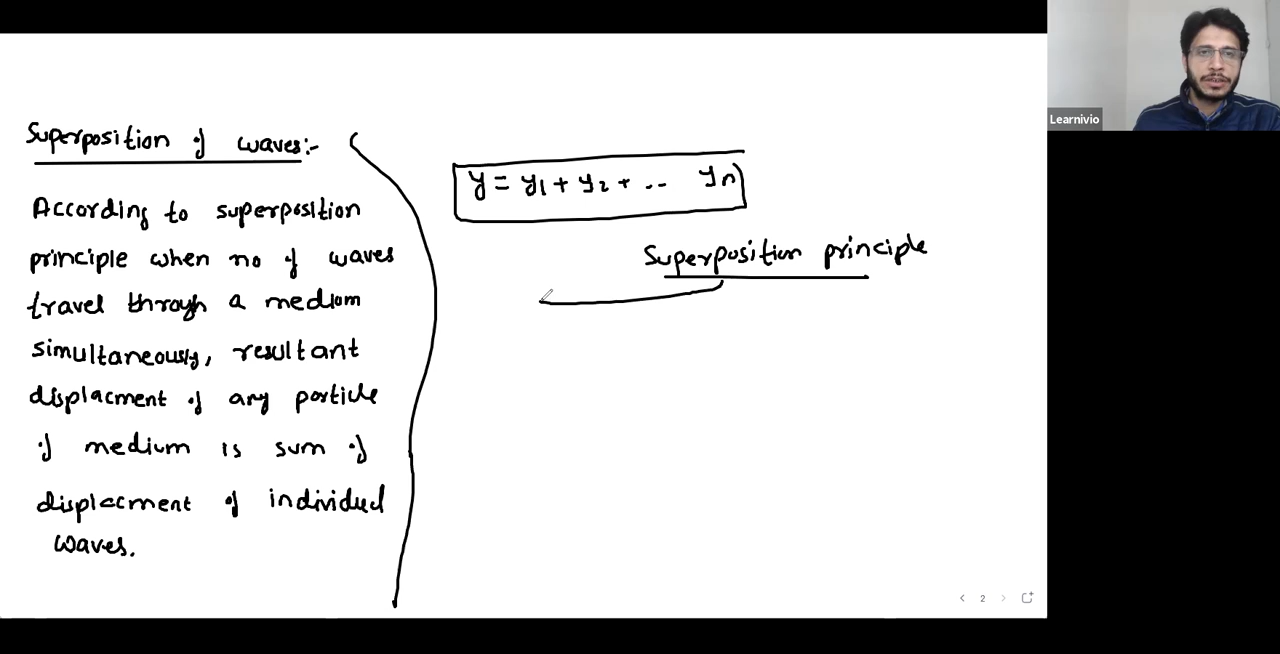 Superposition of waves:-
According to superposition
principle when no of waves
travel through a medium
simultaneously, resultant
displacment of any particle
of medium is sum of
displacment of individual
waves.
y = y1 + y2 + .. yn
Superposition principle
Learnivio
2